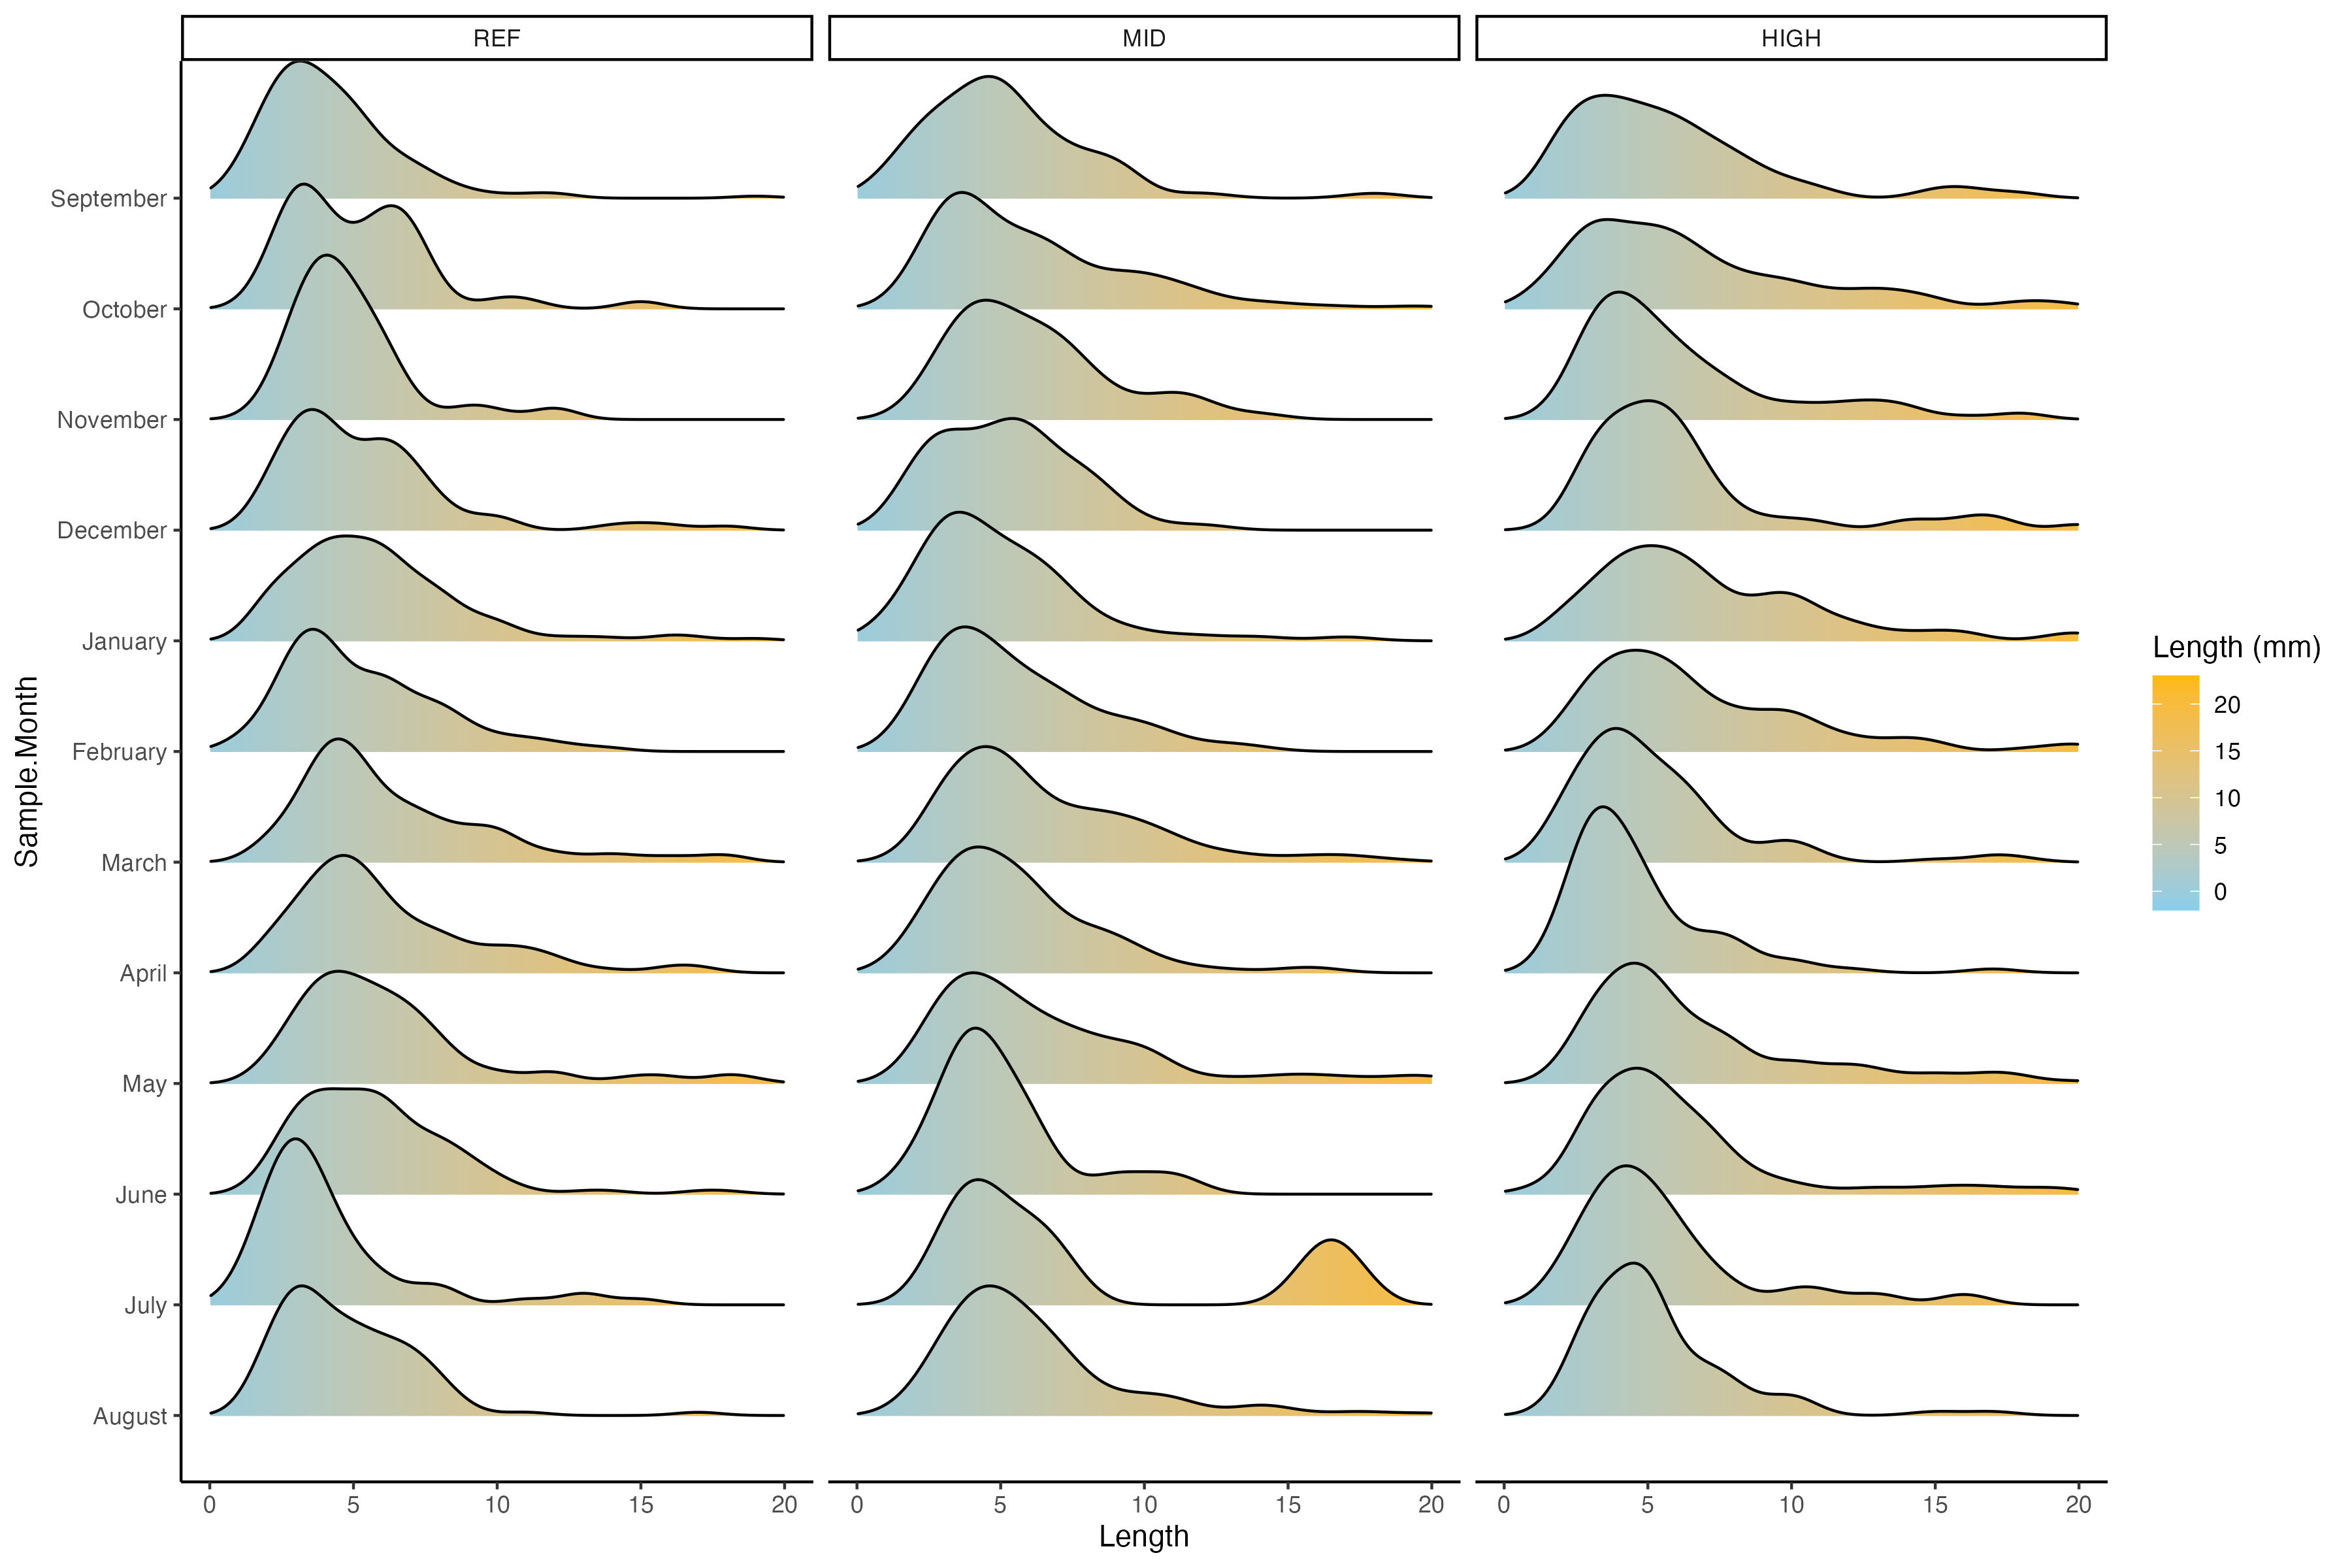 REF
MID
HIGH
September
October
November
December
January
February
March
April
May
June
July
August
Sample.Month
0 5 10 15 20
0 5 10 15 20
0 5 10 15 20
Length
Length (mm)
20
15
10
5
0